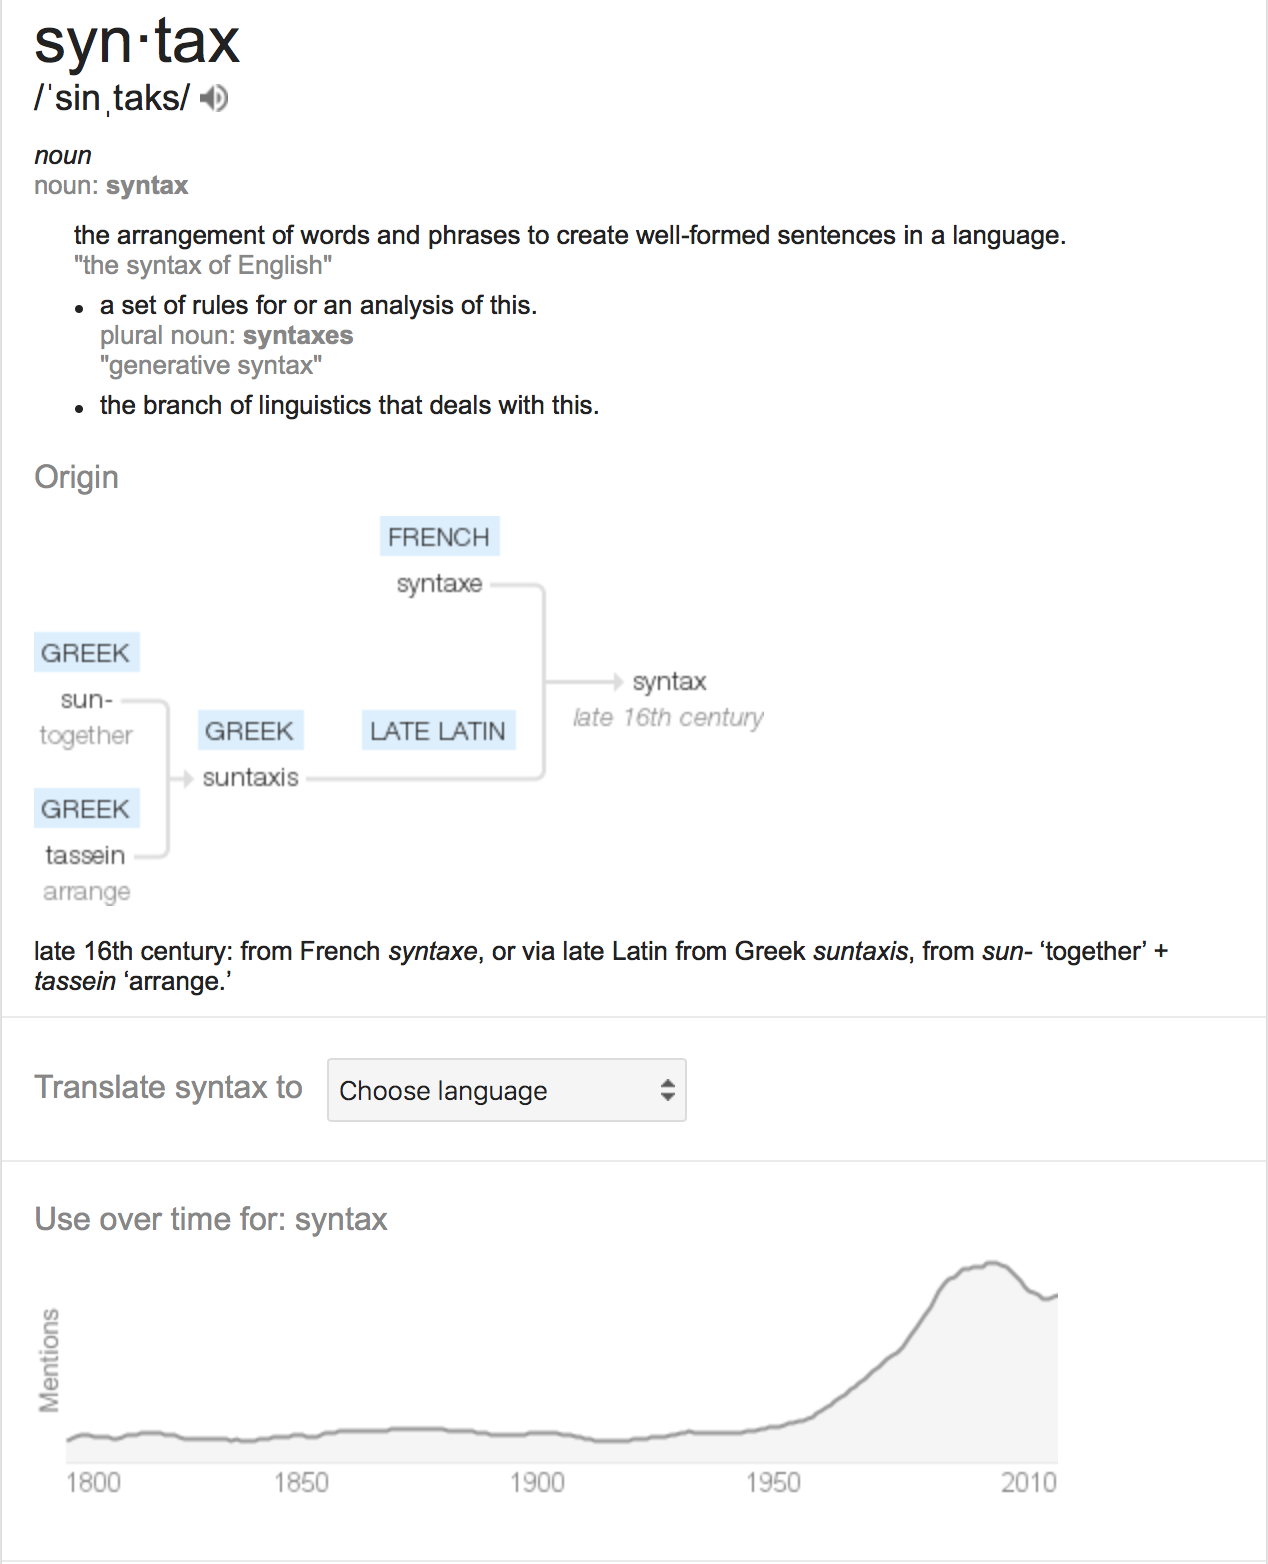 syn·tax
/ˈsinˌtaks/
noun
noun: syntax
the arrangement of words and phrases to create well-formed sentences in a language.
"the syntax of English"
• a set of rules for or an analysis of this.
plural noun: syntaxes
"generative syntax"
• the branch of linguistics that deals with this.
Origin
FRENCH
syntaxe
GREEK
sun-
together
GREEK
suntaxis
LATE LATIN
syntax
late 16th century
GREEK
tassein
arrange
late 16th century: from French syntaxe, or via late Latin from Greek suntaxis, from sun- ‘together’ +
tassein ‘arrange.’
Translate syntax to
Choose language
Use over time for: syntax
Mentions
1800 1850 1900 1950 2010